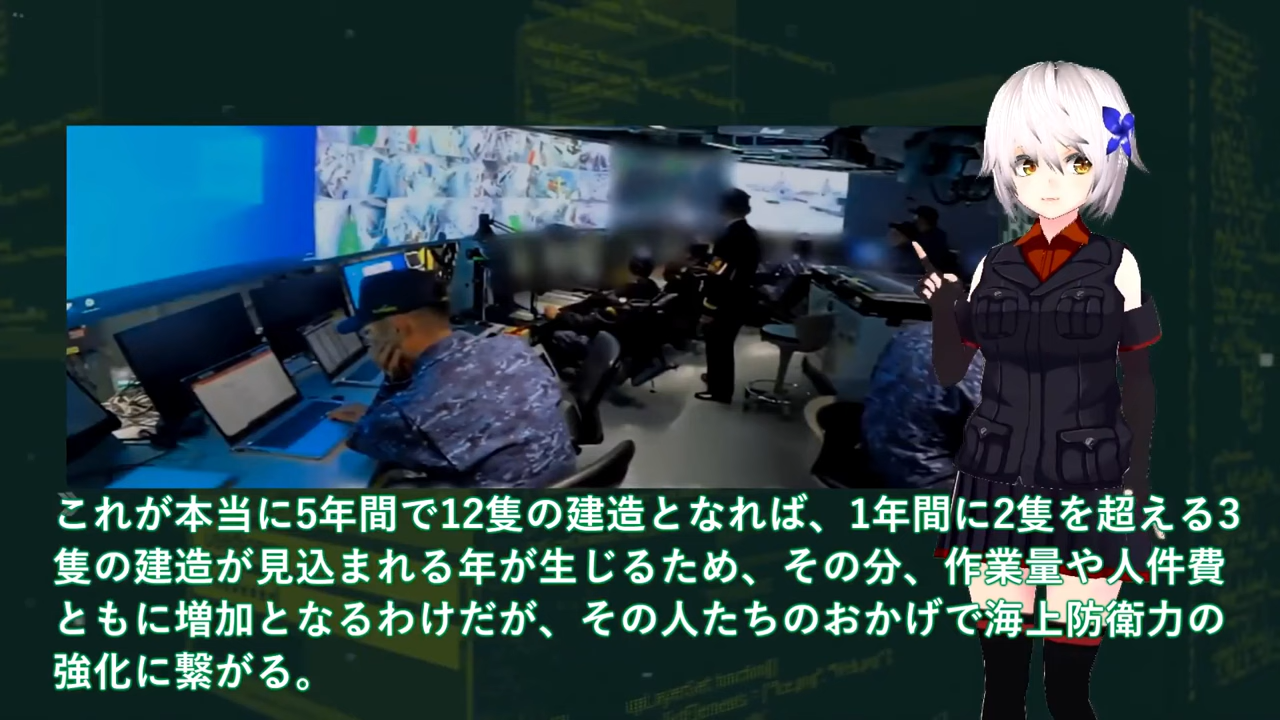 これが本当に5年間で12隻の建造となれば、1年間に2隻を超える3
隻の建造が見込まれる年が生じるため、その分、作業量や人件費
ともに増加となるわけだが、その人たちのおかげで海上防衛力の
強化に繋がる。